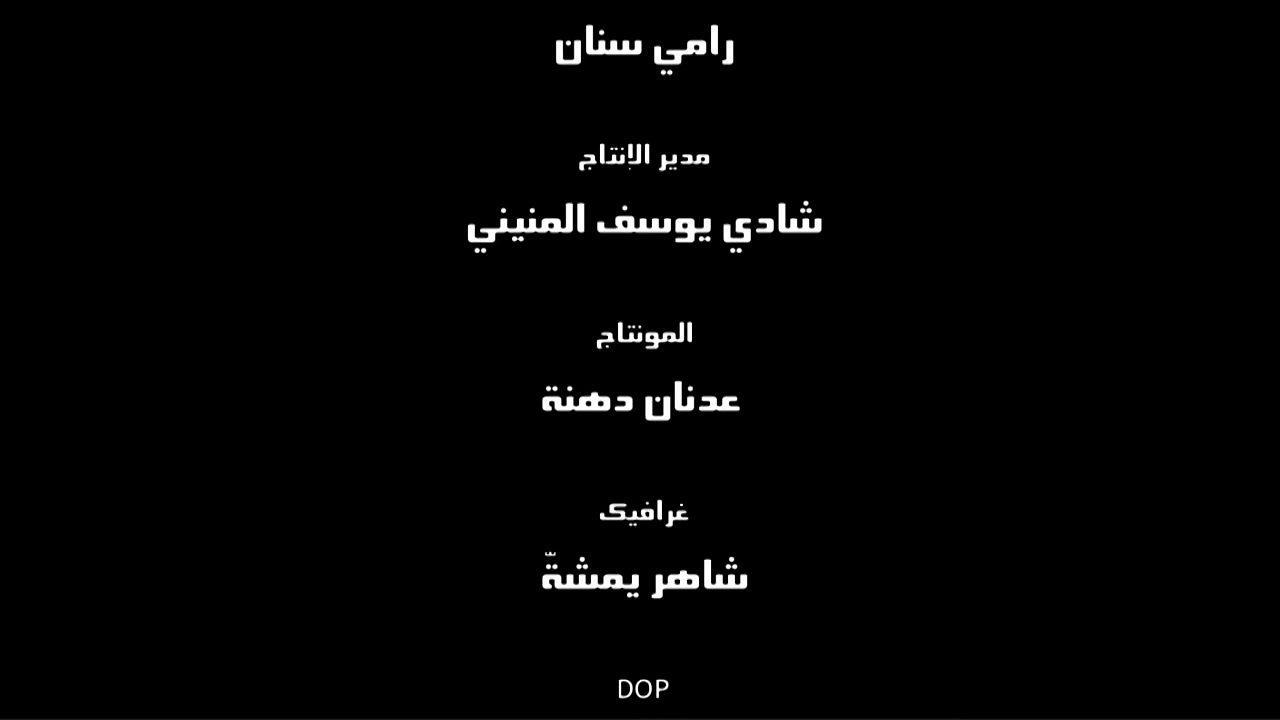 رامي سنان
مدير الإنتاج
شادي يوسف المنيني
المونتاج
عدنان دهنة
غرافيك
شاهر يمشةّ
DOP